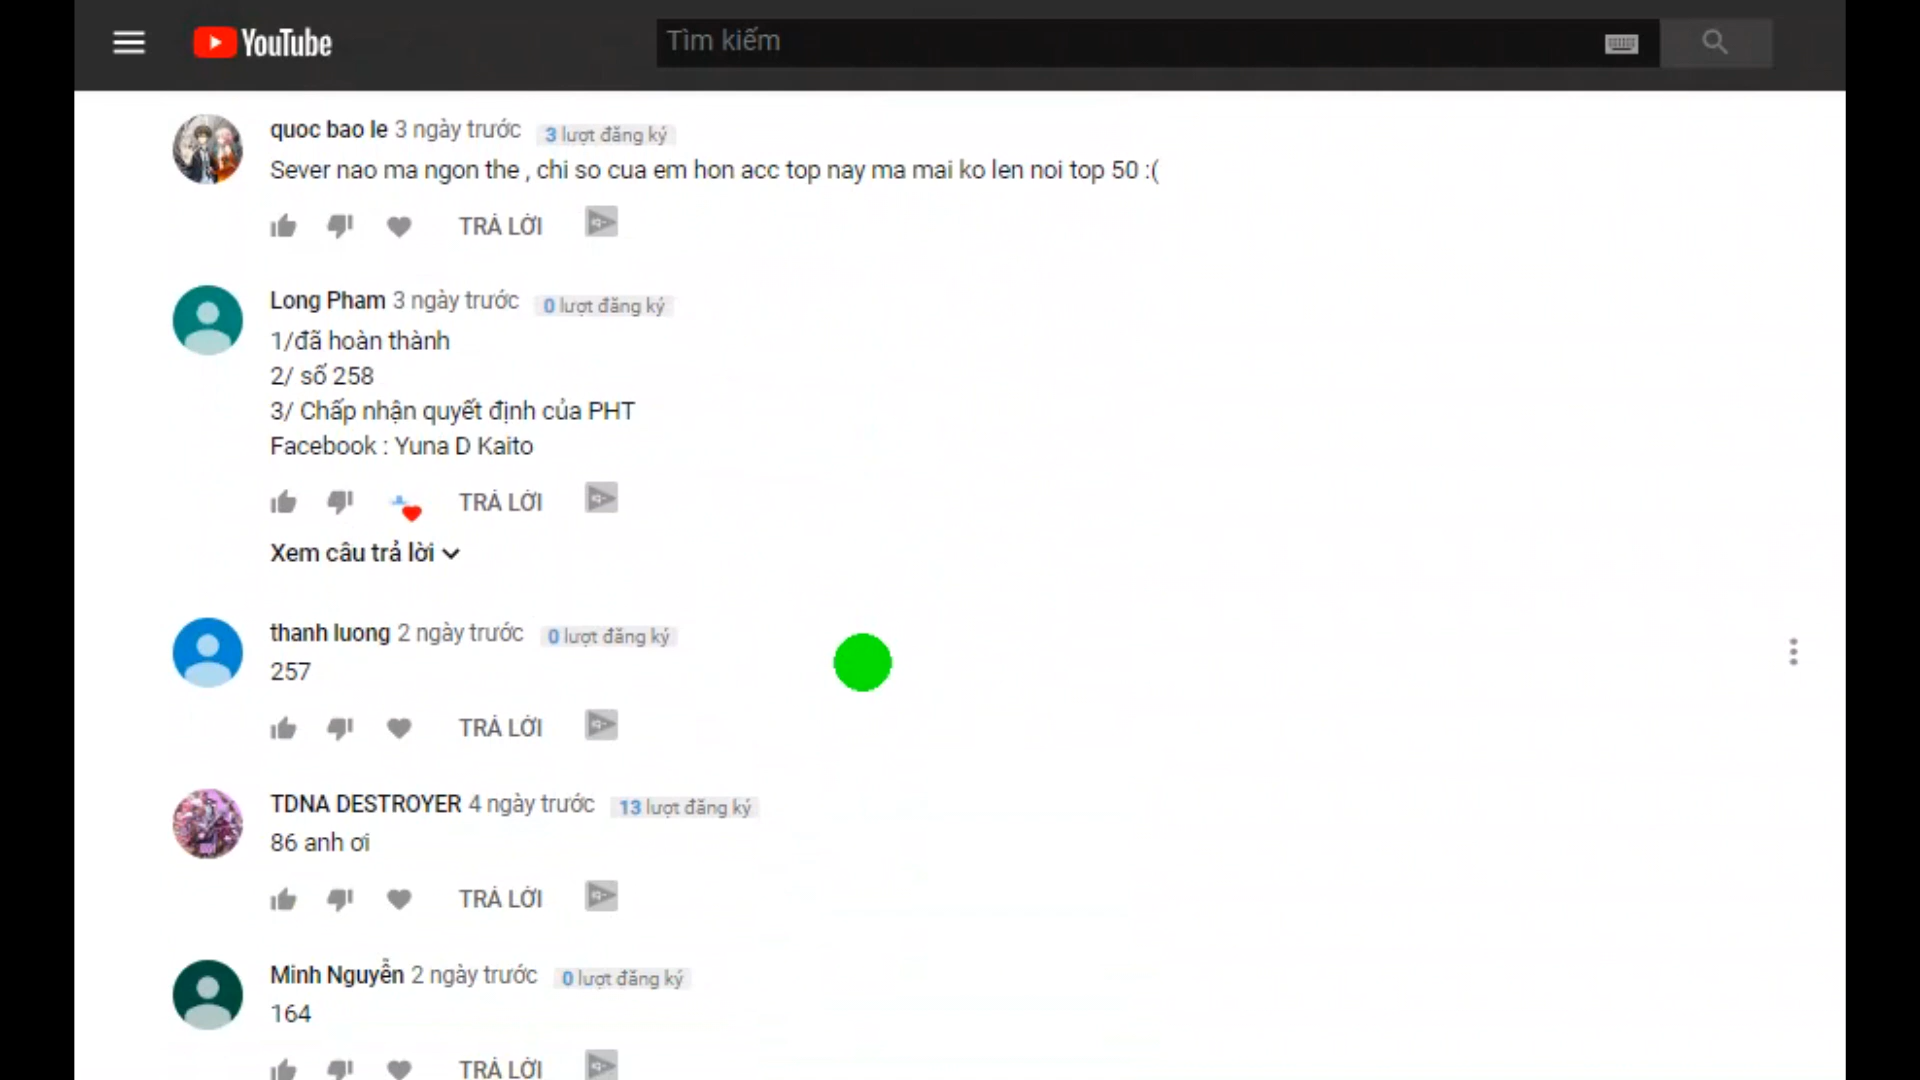 YouTube
Tìm kiếm
quoc bao le 3 ngày trước 3 lượt đăng ký
Sever nao ma ngon the , chi so cua em hon acc top nay ma mai ko len noi top 50 :(
TRẢ LỜI
Long Pham 3 ngày trước 0 lượt đăng ký
1/đã hoàn thành
2/ số 258
3/ Chấp nhận quyết định của PHT
Facebook : Yuna D Kaito
TRẢ LỜI
Xem câu trả lời
thanh luong 2 ngày trước 0 lượt đăng ký
257
TRẢ LỜI
TDNA DESTROYER 4 ngày trước 13 lượt đăng ký
86 anh ơi
TRẢ LỜI
Minh Nguyễn 2 ngày trước 0 lượt đăng ký
164
TRẢ LỜI